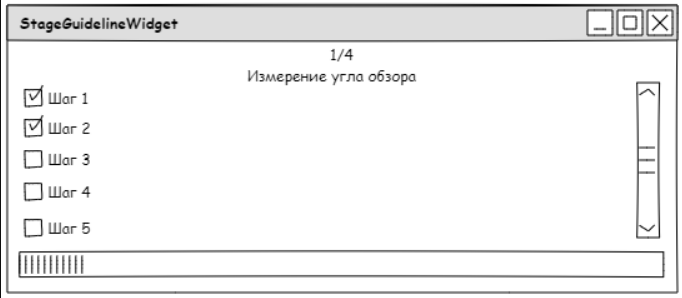 StageGuidelineWidget
1/4
Измерение угла обзора
Шаг 1
Шаг 2
Шаг 3
Шаг 4
Шаг 5